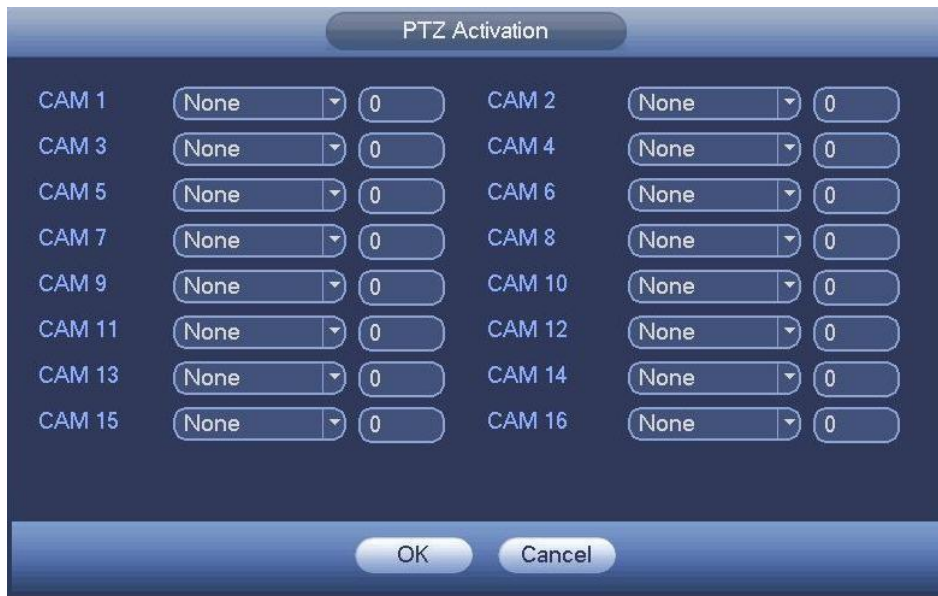 PTZ Activation
CAM 1 None 0 CAM 2 None 0
CAM 3 None 0 CAM 4 None 0
CAM 5 None 0 CAM 6 None 0
CAM 7 None 0 CAM 8 None 0
CAM 9 None 0 CAM 10 None 0
CAM 11 None 0 CAM 12 None 0
CAM 13 None 0 CAM 14 None 0
CAM 15 None 0 CAM 16 None 0
OK Cancel